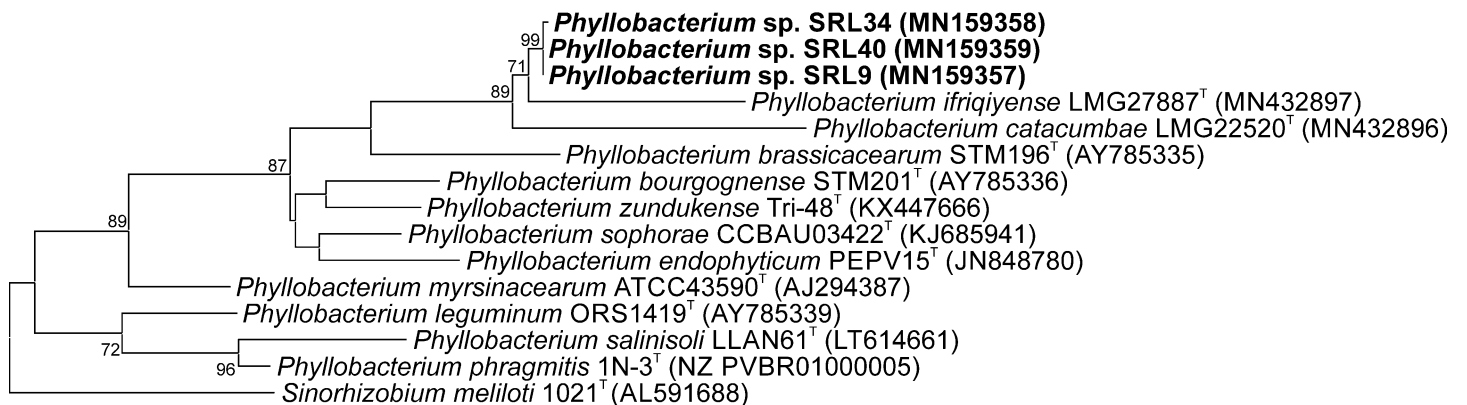 Phyllobacterium sp. SRL34 (MN159358)
99
Phyllobacterium sp. SRL40 (MN159359)
71
Phyllobacterium sp. SRL9 (MN159357)
89
Phyllobacterium ifriqiyense LMG27887T (MN432897)
Phyllobacterium catacumbae LMG22520T (MN432896)
Phyllobacterium brassicacearum STM196T (AY785335)
87
Phyllobacterium bourgognense STM201T (AY785336)
Phyllobacterium zundukense Tri-48T (KX447666)
89
Phyllobacterium sophorae CCBAU03422T (KJ685941)
Phyllobacterium endophyticum PEPV15T (JN848780)
Phyllobacterium myrsinacearum ATCC43590T (AJ294387)
Phyllobacterium leguminum ORS1419T (AY785339)
Phyllobacterium salinisoli LLAN61T (LT614661)
72
Phyllobacterium phragmitis 1N-3T (NZ PVBR01000005)
96
Sinorhizobium meliloti 1021T (AL591688)